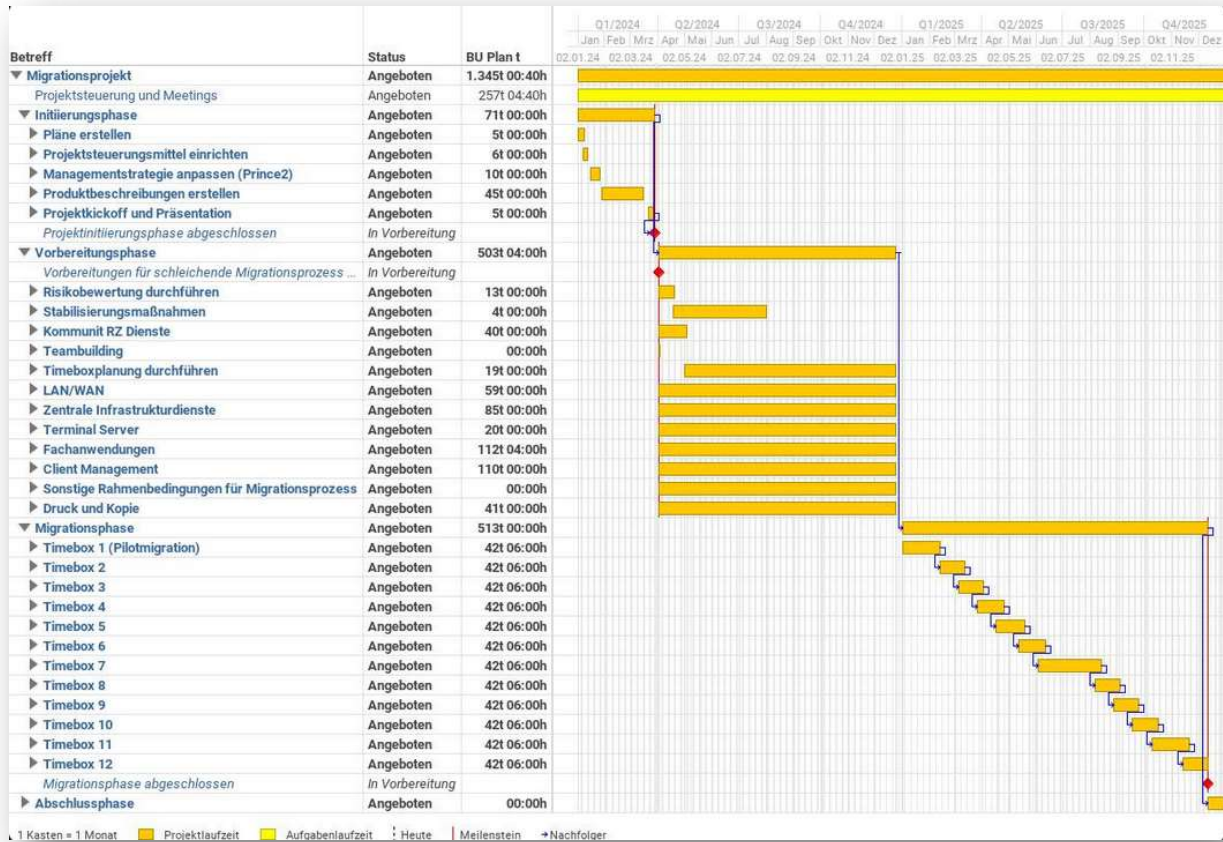 Q1/2024 Q2/2024 Q3/2024 Q4/2024 Q1/2025 Q2/2025 Q3/2025 Q4/2025
Jan Feb Mrz Apr Mai Jun Jul Aug Sep Okt Nov Dez Jan Feb Mrz Apr Mai Jun Jul Aug Sep Okt Nov Dez
Betreff Status BU Plan t 02.01.24 02.03.24 02.05.24 02.07.24 02.09.24 02.11.24 02.01.25 02.03.25 02.05.25 02.07.25 02.09.25 02.11.25
Migrationsprojekt Angeboten 1.345t 00:40h
Projektsteuerung und Meetings Angeboten 257t 04:40h
Initiierungsphase Angeboten 71t 00:00h
Pläne erstellen Angeboten 5t 00:00h
Projektsteuerungsmittel einrichten Angeboten 6t 00:00h
Managementstrategie anpassen (Prince2) Angeboten 10t 00:00h
Produktbeschreibungen erstellen Angeboten 45t 00:00h
Projektkickoff und Präsentation Angeboten 5t 00:00h
Projektinitiierungsphase abgeschlossen In Vorbereitung
Vorbereitungsphase Angeboten 503t 04:00h
Vorbereitungen für schleichende Migrationsprozess ... In Vorbereitung
Risikobewertung durchführen Angeboten 13t 00:00h
Stabilisierungsmaßnahmen Angeboten 4t 00:00h
Kommunit RZ Dienste Angeboten 40t 00:00h
Teambuilding Angeboten 00:00h
Timeboxplanung durchführen Angeboten 19t 00:00h
LAN/WAN Angeboten 59t 00:00h
Zentrale Infrastrukturdienste Angeboten 85t 00:00h
Terminal Server Angeboten 20t 00:00h
Fachanwendungen Angeboten 112t 04:00h
Client Management Angeboten 110t 00:00h
Sonstige Rahmenbedingungen für Migrationsprozess Angeboten 00:00h
Druck und Kopie Angeboten 41t 00:00h
Migrationsphase Angeboten 513t 00:00h
Timebox 1 (Pilotmigration) Angeboten 42t 06:00h
Timebox 2 Angeboten 42t 06:00h
Timebox 3 Angeboten 42t 06:00h
Timebox 4 Angeboten 42t 06:00h
Timebox 5 Angeboten 42t 06:00h
Timebox 6 Angeboten 42t 06:00h
Timebox 7 Angeboten 42t 06:00h
Timebox 8 Angeboten 42t 06:00h
Timebox 9 Angeboten 42t 06:00h
Timebox 10 Angeboten 42t 06:00h
Timebox 11 Angeboten 42t 06:00h
Timebox 12 Angeboten 42t 06:00h
Migrationsphase abgeschlossen In Vorbereitung
Abschlussphase Angeboten 00:00h
1 Kasten = 1 Monat Projektlaufzeit Aufgabenlaufzeit Heute Meilenstein Nachfolger